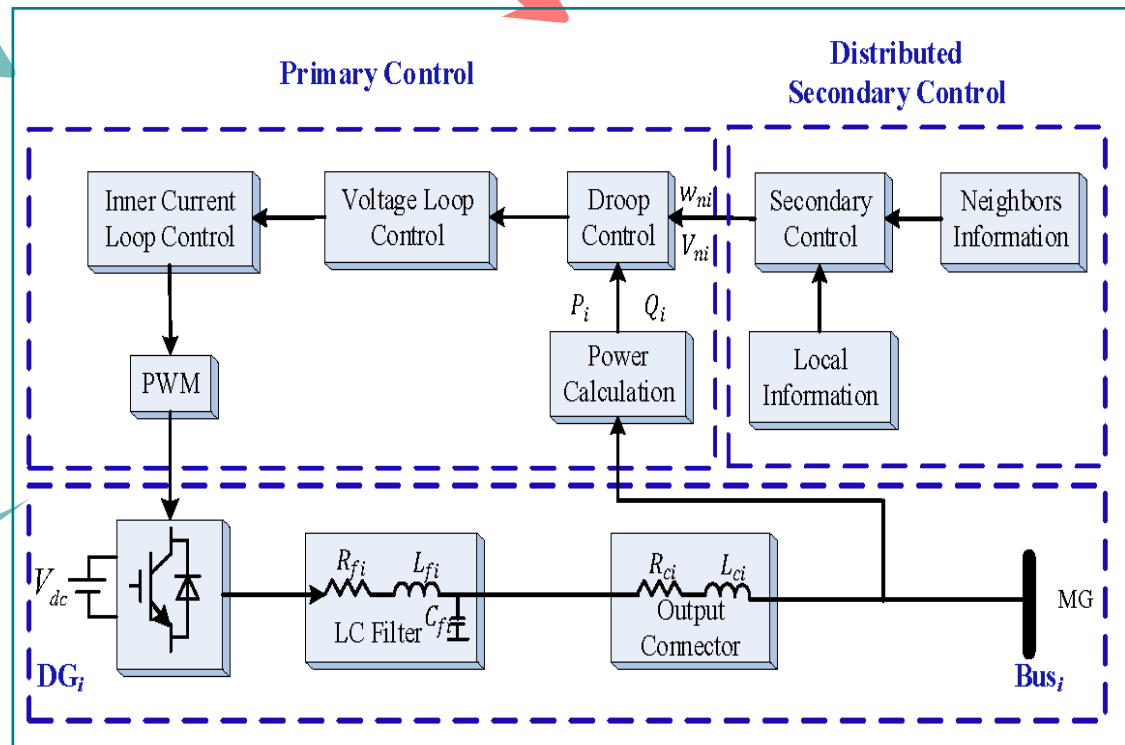 Primary Control
Distributed
Secondary Control
Inner Current
Loop Control
Voltage Loop
Control
Droop
Control
w_ni
V_ni
Secondary
Control
Neighbors
Information
P_i
Q_i
PWM
Power
Calculation
Local
Information
V_dc
R_fi
L_fi
C_fi
LC Filter
R_ci
L_ci
Output
Connector
MG
DG_i
Bus_i